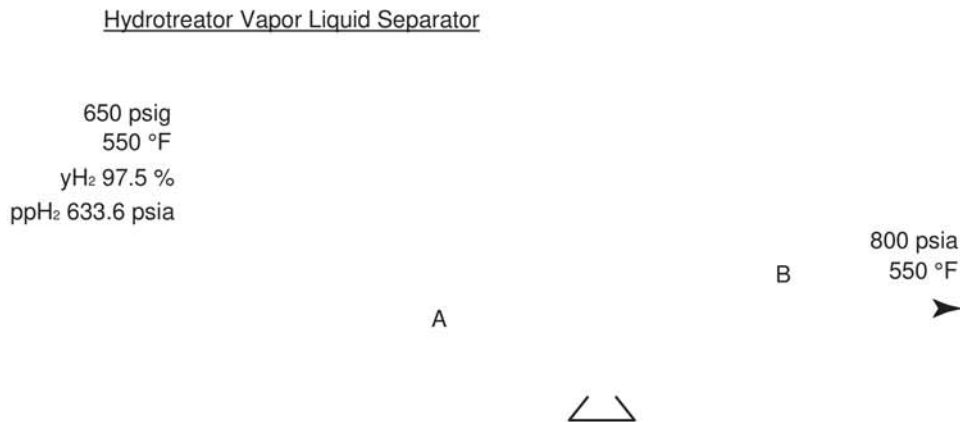 Hydrotreator Vapor Liquid Separator
650 psig
550 °F
yH₂ 97.5 %
ppH₂ 633.6 psia
800 psia
550 °F
B
A